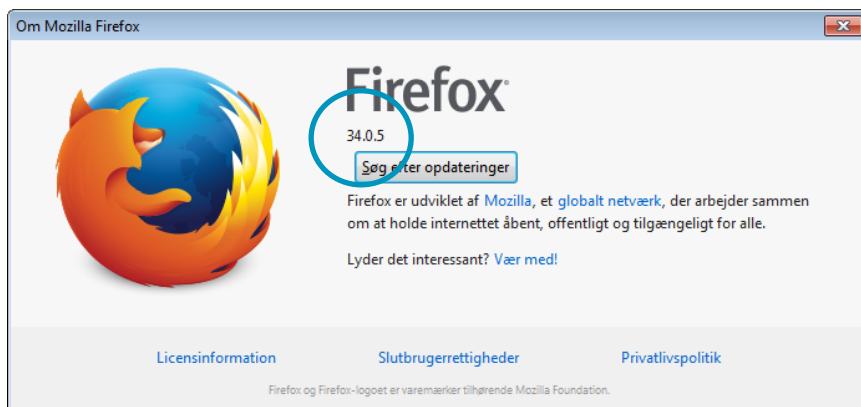 Om Mozilla Firefox
Firefox
34.0.5
Søg efter opdateringer
Firefox er udviklet af Mozilla, et globalt netværk, der arbejder sammen
om at holde internettet åbent, offentligt og tilgængeligt for alle.
Lyder det interessant? Vær med!
Licensinformation Slutbrugerrettigheder Privatlivspolitik
Firefox og Firefox-logoet er varemærker tilhørende Mozilla Foundation.